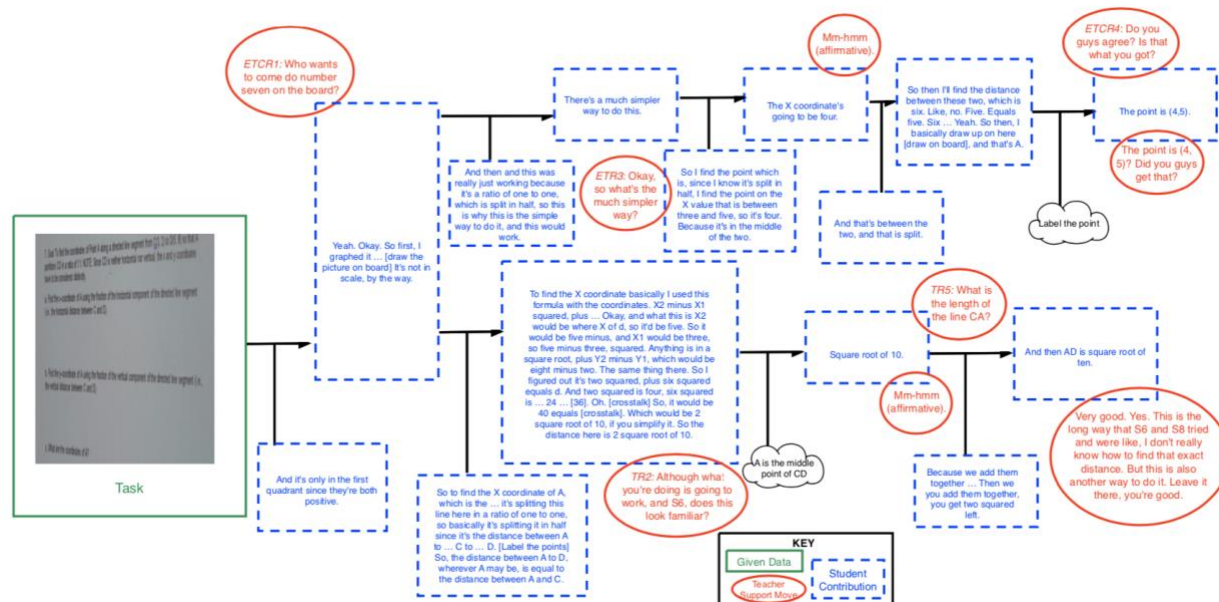 ETCR1: Who wants
to come do number
seven on the board?
Yeah. Okay. So first, I
graphed it ... [draw the
picture on board] It's not in
scale, by the way.
And it's only in the
first
quadrant since they're both
positive.
Task
There's a much simpler
way to do this.
And then and this was
really just working because
it's a ratio of one to one,
which is split in half, so this
is why this is the simple
way to do it, and this would
work.
ETR3: Okay,
so what's the
much simpler
way?
Mm-hmm
(affirmative).
The X coordinate's
going to be four.
So I find the point which
is, since I know it's split in
half, I find the point on the
X value that is between
three and five, so it's four.
Because it's in the middle
of the two.
So then I'll find the distance
between these two, which is
six. Like, no. Five. Equals
five. Six ... Yeah. So then, I
basically draw up on here
[draw on board], and that's A.
And that's between the
two, and that is split.
ETCR4: Do you
guys agree? Is that
what you got?
The point is (4,5).
The point is (4,
5)? Did you guys
get that?
Label the point
To find the X coordinate basically I used this
formula with the coordinates. X2 minus X1
squared, plus ... Okay, and what this is X2
would be where X of d, so it'd be five. So it
would be five minus, and X1 would be three,
so five minus three, squared. Anything is in a
square root, plus Y2 minus Y1, which would be
eight minus two. The same thing there. So I
figured out it's two squared, plus six squared
equals d. And two squared is four, six squared
is ... 24 ... [36]. Oh. [crosstalk] So, it would be
40 equals [crosstalk]. Which would be 2
square root of 10, if you simplify it. So the
distance here is 2 square root of 10.
So to find the X coordinate of A,
which is the ... it's splitting this
line here in a ratio of one to one,
so basically it's splitting it in half
since it's the distance between A
to ... C to ... D. [Label the points]
So, the distance between A to D,
wherever A may be, is equal to
the distance between A and C.
TR2: Although what
you're doing is going to
work, and S6, does this
look familiar?
A is the middle
point of CD
Square root of 10.
Mm-hmm
(affirmative).
TR5: What is
the length of
the line CA?
And then AD is square root of
ten.
Because we add them
together ... Then we
you add them together,
you get two squared
left.
Very good. Yes. This is the
long way that S6 and S8 tried
and were like, I don't really
know how to find that exact
distance. But this is also
another way to do it. Leave it
there, you're good.
KEY
Given Data
Teacher
Support Move
Student
Contribution